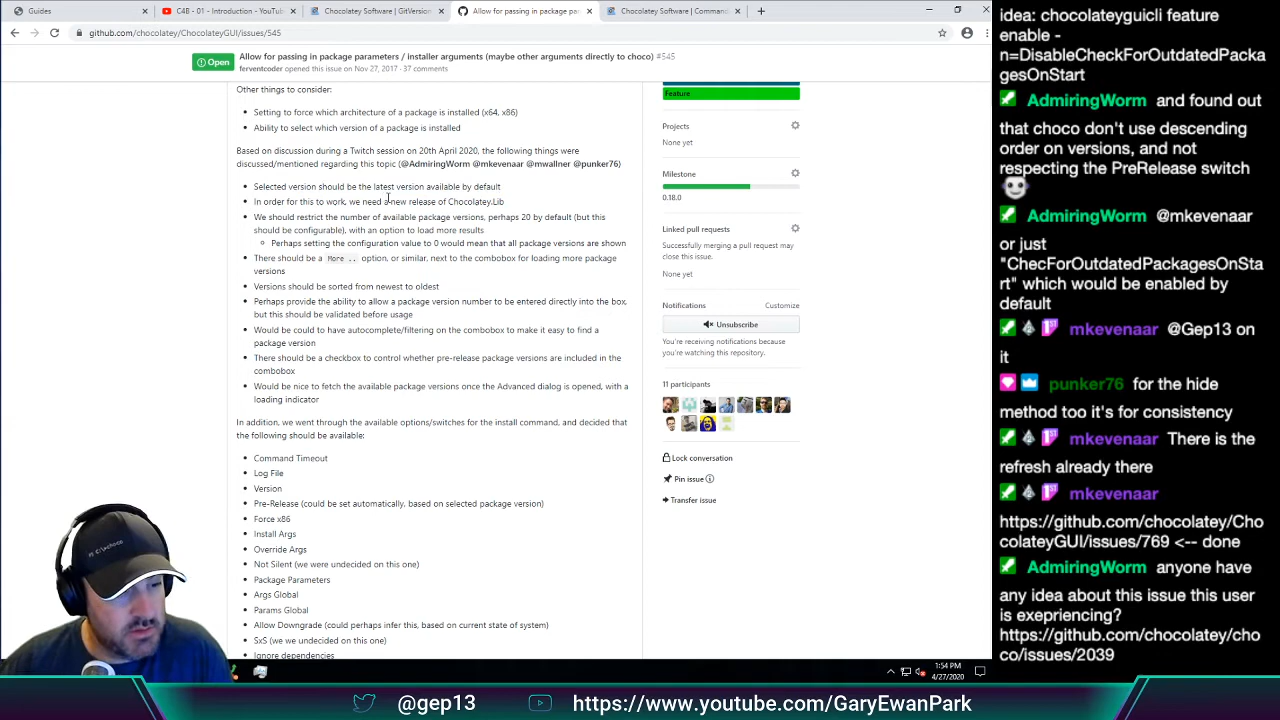 Guides
C4B - 01 - Introduction - YouTube
Chocolatey Software | GitVersion
Allow for passing in package par
Chocolatey Software | Command
github.com/chocolatey/ChocolateyGUI/issues/545
Open
Allow for passing in package parameters / installer arguments (maybe other arguments directly to choco) #545
ferventcoder opened this issue on Nov 27, 2017 · 37 comments
Other things to consider:
Setting to force which architecture of a package is installed (x64, x86)
Ability to select which version of a package is installed
Based on discussion during a Twitch session on 20th April 2020, the following things were
discussed/mentioned regarding this topic (@AdmiringWorm @mkevenaar @mwallner @punker76)
Selected version should be the latest version available by default
In order for this to work, we need a new release of Chocolatey.Lib
We should restrict the number of available package versions, perhaps 20 by default (but this
should be configurable), with an option to load more results
Perhaps setting the configuration value to 0 would mean that all package versions are shown
There should be a More .. option, or similar, next to the combobox for loading more package
versions
Versions should be sorted from newest to oldest
Perhaps provide the ability to allow a package version number to be entered directly into the box,
but this should be validated before usage
Would be could to have autocomplete/filtering on the combobox to make it easy to find a
package version
There should be a checkbox to control whether pre-release package versions are included in the
combobox
Would be nice to fetch the available package versions once the Advanced dialog is opened, with a
loading indicator
In addition, we went through the available options/switches for the install command, and decided that
the following should be available:
Command Timeout
Log File
Version
Pre-Release (could be set automatically, based on selected package version)
Force x86
Install Args
Override Args
Not Silent (we were undecided on this one)
Package Parameters
Args Global
Params Global
Allow Downgrade (could perhaps infer this, based on current state of system)
SxS (we we undecided on this one)
Ignore dependencies
Feature
Projects
None yet
Milestone
0.18.0
Linked pull requests
Successfully merging a pull request may
close this issue.
None yet
Notifications
Customize
Unsubscribe
You're receiving notifications because
you're watching this repository.
11 participants
Lock conversation
Pin issue
Transfer issue
1:54 PM
4/27/2020
idea: chocolateyguicli feature
enable -
n=DisableCheckForOutdatedPacka
gesOnStart
AdmiringWorm and found out
that choco don't use descending
order on versions, and not
respecting the PreRelease switch
AdmiringWorm @mkevenaar
or just
"ChecForOutdatedPackagesOnSta
rt" which would be enabled by
default
mkevenaar @Gep13 on
it
punker76 for the hide
method too it's for consistency
mkevenaar There is the
refresh already there
mkevenaar
https://github.com/chocolatey/Cho
colateyGUI/issues/769 <-- done
AdmiringWorm anyone have
any idea about this issue this user
is exepriencing?
https://github.com/chocolatey/cho
co/issues/2039
@gep13
https://www.youtube.com/GaryEwanPark